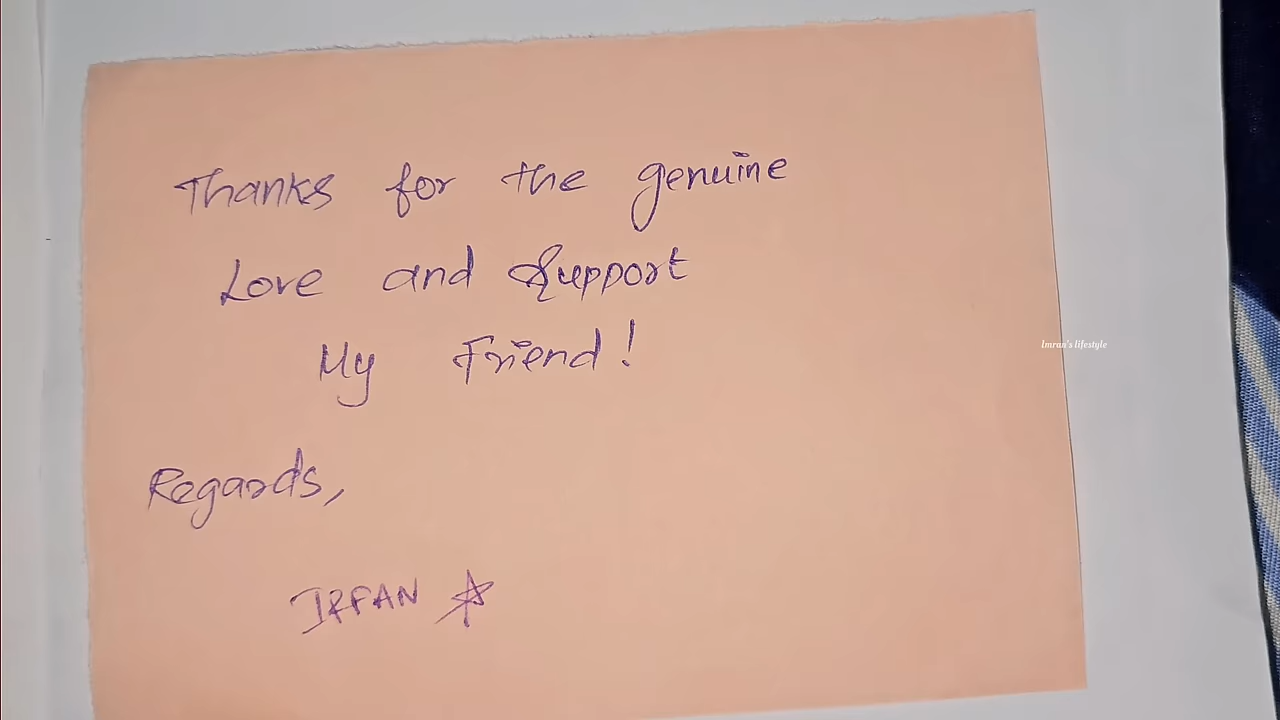 Thanks for the genuine
Love and Support
My Friend!
Imran's lifestyle
Regards,
IRFAN